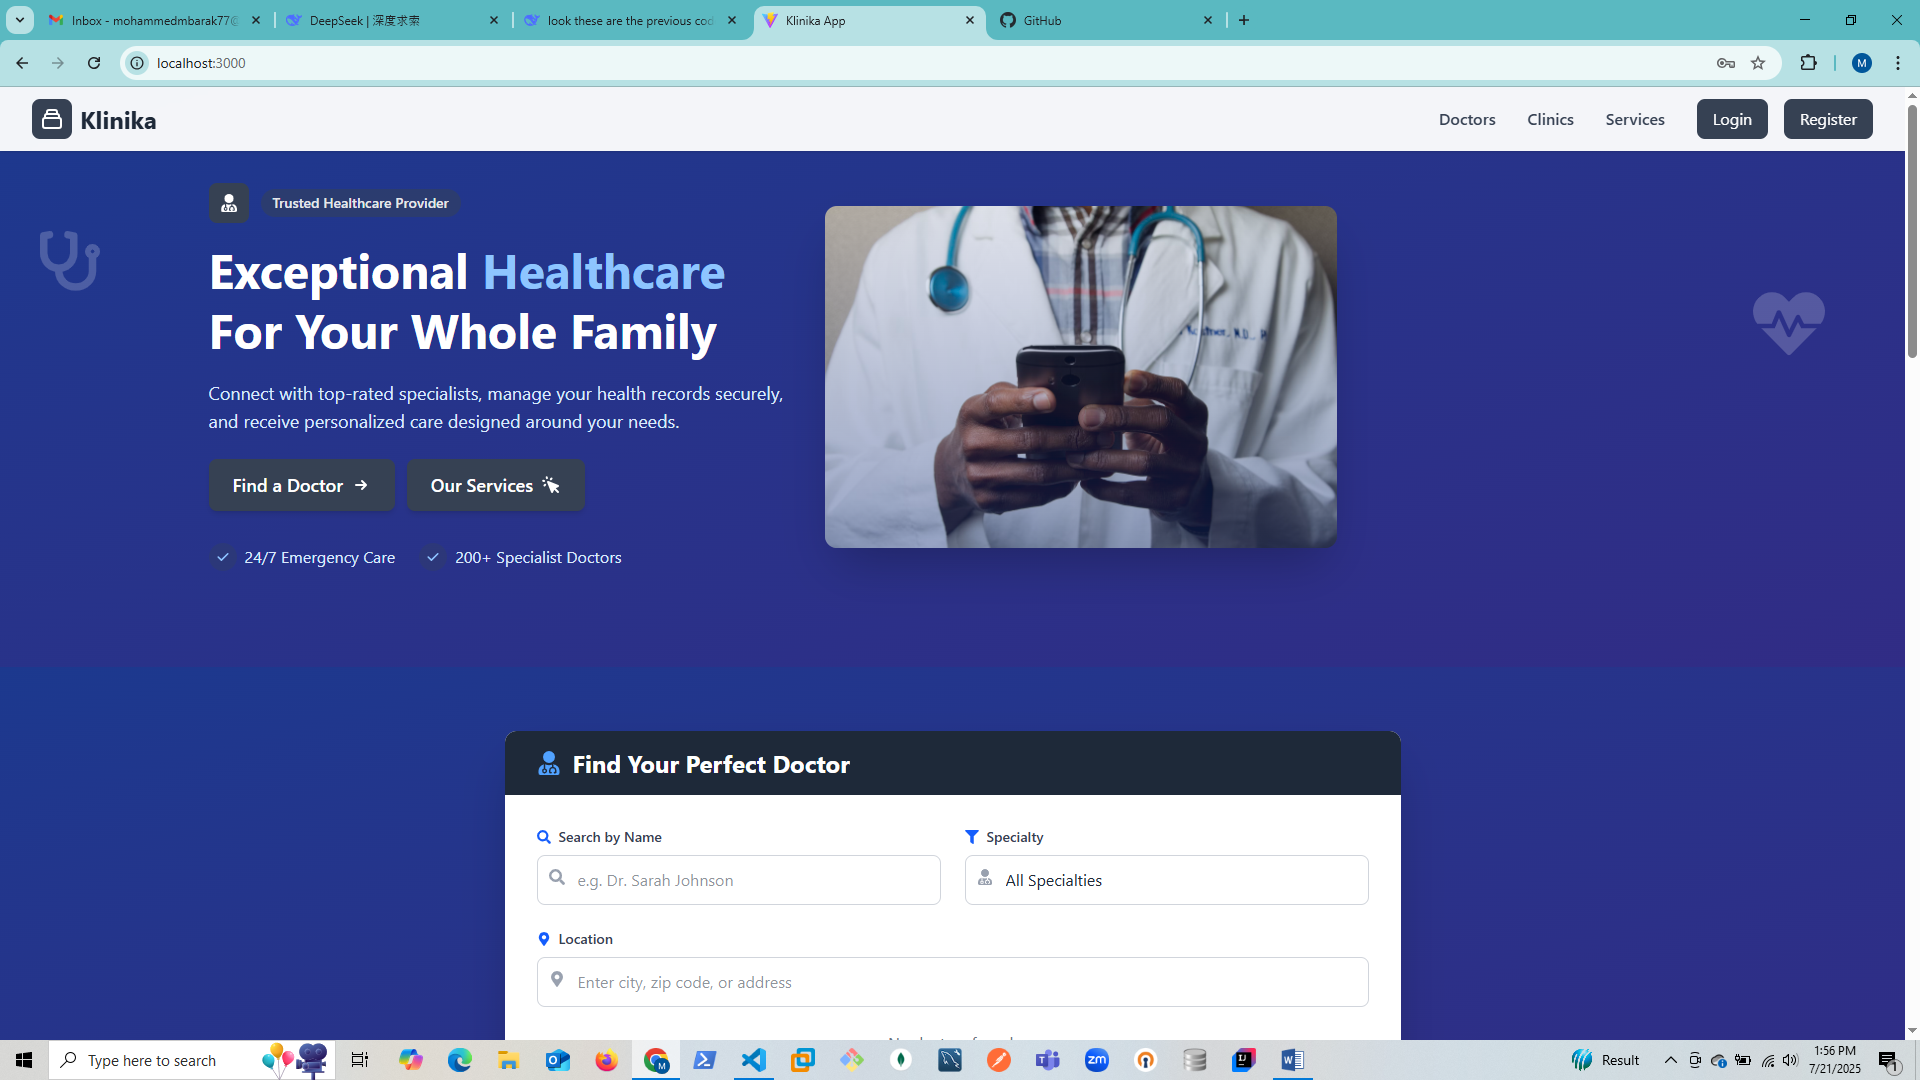 Inbox - mohammedmbarak77@
DeepSeek | 深度求索
look these are the previous cod
Klinika App
GitHub
localhost:3000
M
Klinika
Doctors
Clinics
Services
Login
Register
Trusted Healthcare Provider
Exceptional Healthcare
For Your Whole Family
Connect with top-rated specialists, manage your health records securely,
and receive personalized care designed around your needs.
Find a Doctor
Our Services
24/7 Emergency Care
200+ Specialist Doctors
Find Your Perfect Doctor
Search by Name
Specialty
e.g. Dr. Sarah Johnson
All Specialties
Location
Enter city, zip code, or address
Type here to search
Result
1:56 PM
7/21/2025